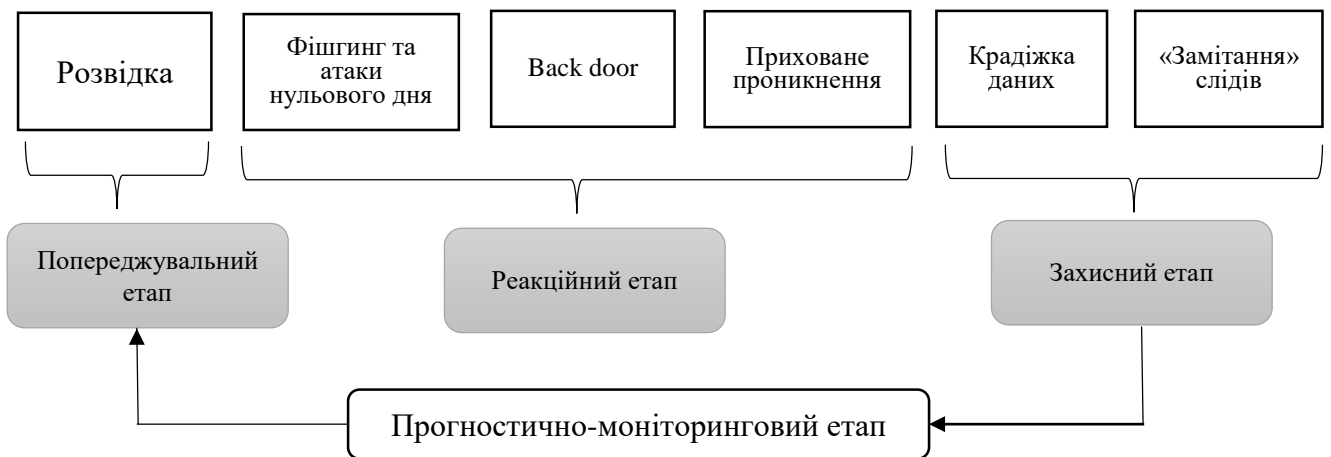 Розвідка
Фішгинг та
атаки
нульового дня
Back door
Приховане
проникнення
Крадіжка
даних
«Замітання»
слідів
Попереджувальний
етап
Реакційний етап
Захисний етап
Прогностично-моніторинговий етап